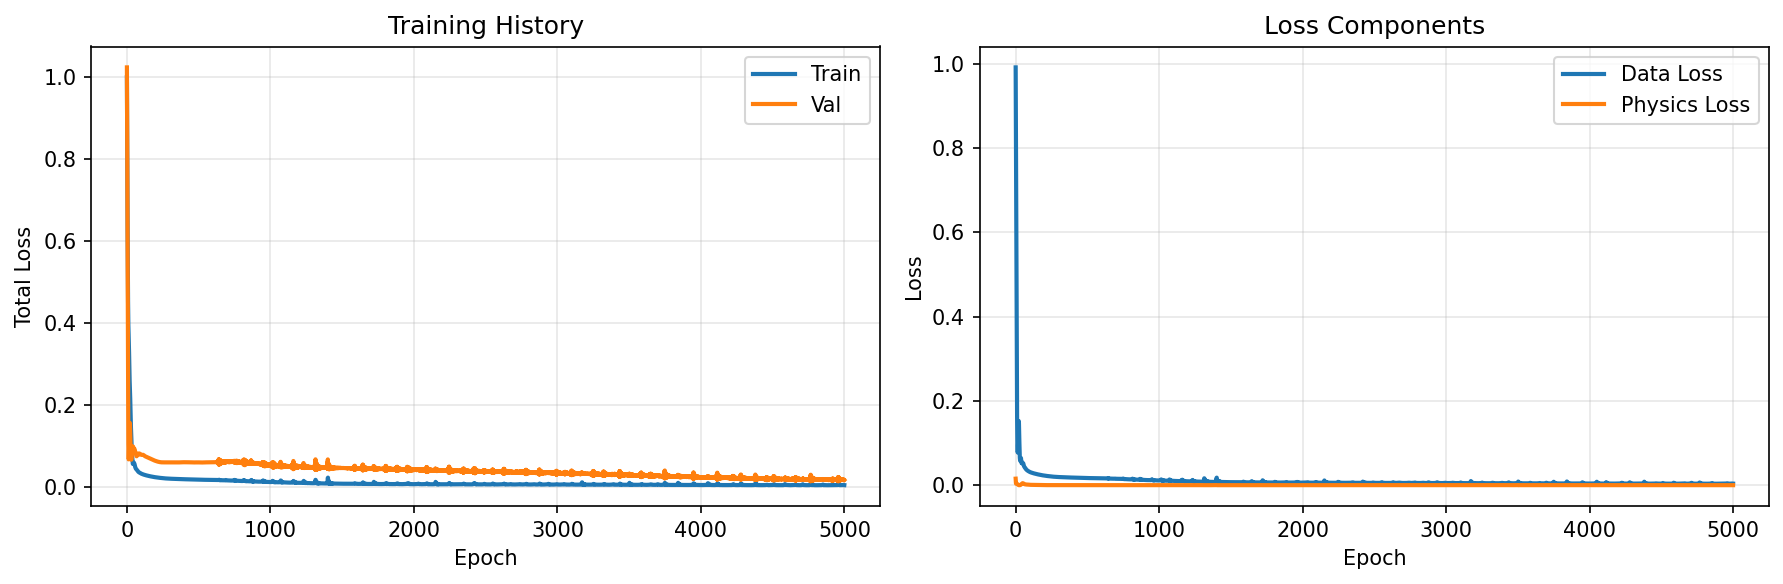 Training History
Total Loss
1.0
0.8
0.6
0.4
0.2
0.0
Train
Val
0
1000
2000
3000
4000
5000
Epoch
Loss Components
Loss
1.0
0.8
0.6
0.4
0.2
0.0
Data Loss
Physics Loss
0
1000
2000
3000
4000
5000
Epoch